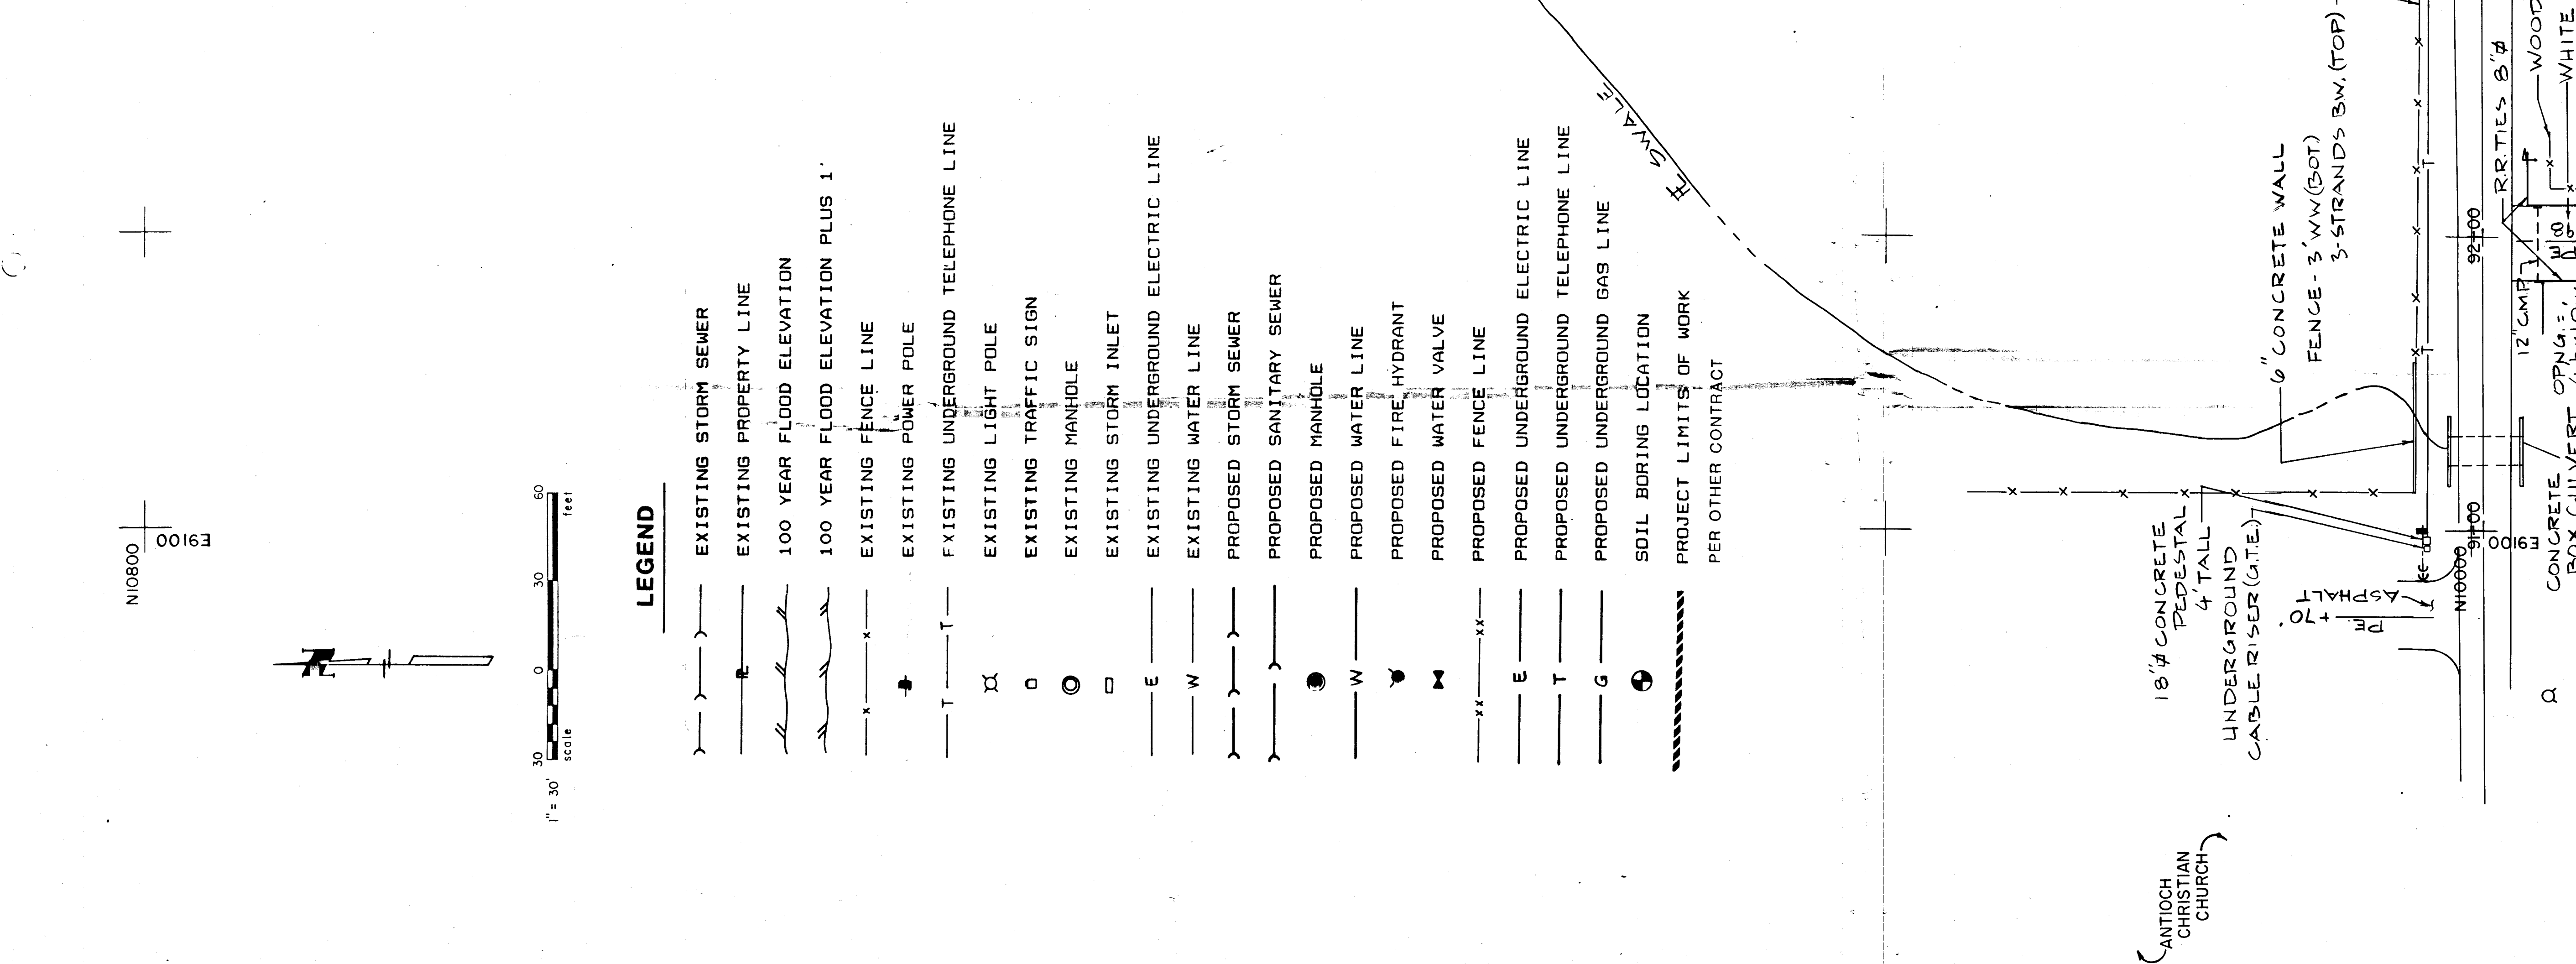 N10800
E9100
1" = 30'
30 0 30 60
scale feet
LEGEND
EXISTING STORM SEWER
EXISTING PROPERTY LINE
100 YEAR FLOOD ELEVATION
100 YEAR FLOOD ELEVATION PLUS 1'
EXISTING FENCE LINE
EXISTING POWER POLE
EXISTING UNDERGROUND TELEPHONE LINE
EXISTING LIGHT POLE
EXISTING TRAFFIC SIGN
EXISTING MANHOLE
EXISTING STORM INLET
E EXISTING UNDERGROUND ELECTRIC LINE
W EXISTING WATER LINE
PROPOSED STORM SEWER
PROPOSED SANITARY SEWER
PROPOSED MANHOLE
W PROPOSED WATER LINE
PROPOSED FIRE HYDRANT
PROPOSED WATER VALVE
PROPOSED FENCE LINE
E PROPOSED UNDERGROUND ELECTRIC LINE
T PROPOSED UNDERGROUND TELEPHONE LINE
G PROPOSED UNDERGROUND GAS LINE
SOIL BORING LOCATION
PROJECT LIMITS OF WORK
PER OTHER CONTRACT
SWALE
6" CONCRETE WALL
FENCE - 3' WW (BOT)
3-STRANDS BW. (TOP)
R.R. TIES 8"ø
WOOD
WHITE
92+00
12" C.M.P.
18"ø CONCRETE
PEDESTAL
4' TALL
UNDERGROUND
CABLE RISER (G.T.E.)
PE +70.
ASPHALT
N10000
91+00
E9100
CONCRETE
BOX CULVERT
OPNG. =
ANTIOCH
CHRISTIAN
CHURCH